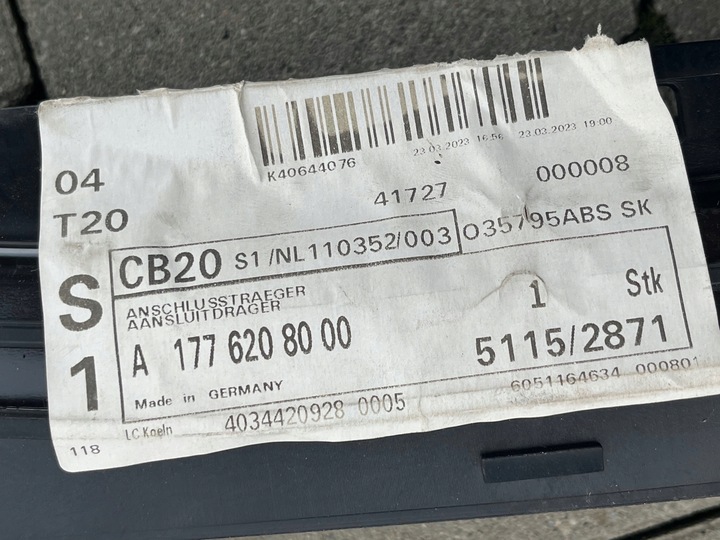 K40644076
23.03.2023 16:56 23.03.2023 19:00
04
41727
000008
T20
CB20 S1/NL110352/003 035795ABS SK
S
1
ANSCHLUSSTRAEGER
AANSLUITDRAGER
1 Stk
A 177 620 80 00
5115/2871
Made in GERMANY
6051164634 000801
LC Koeln 4034420928 0005
118